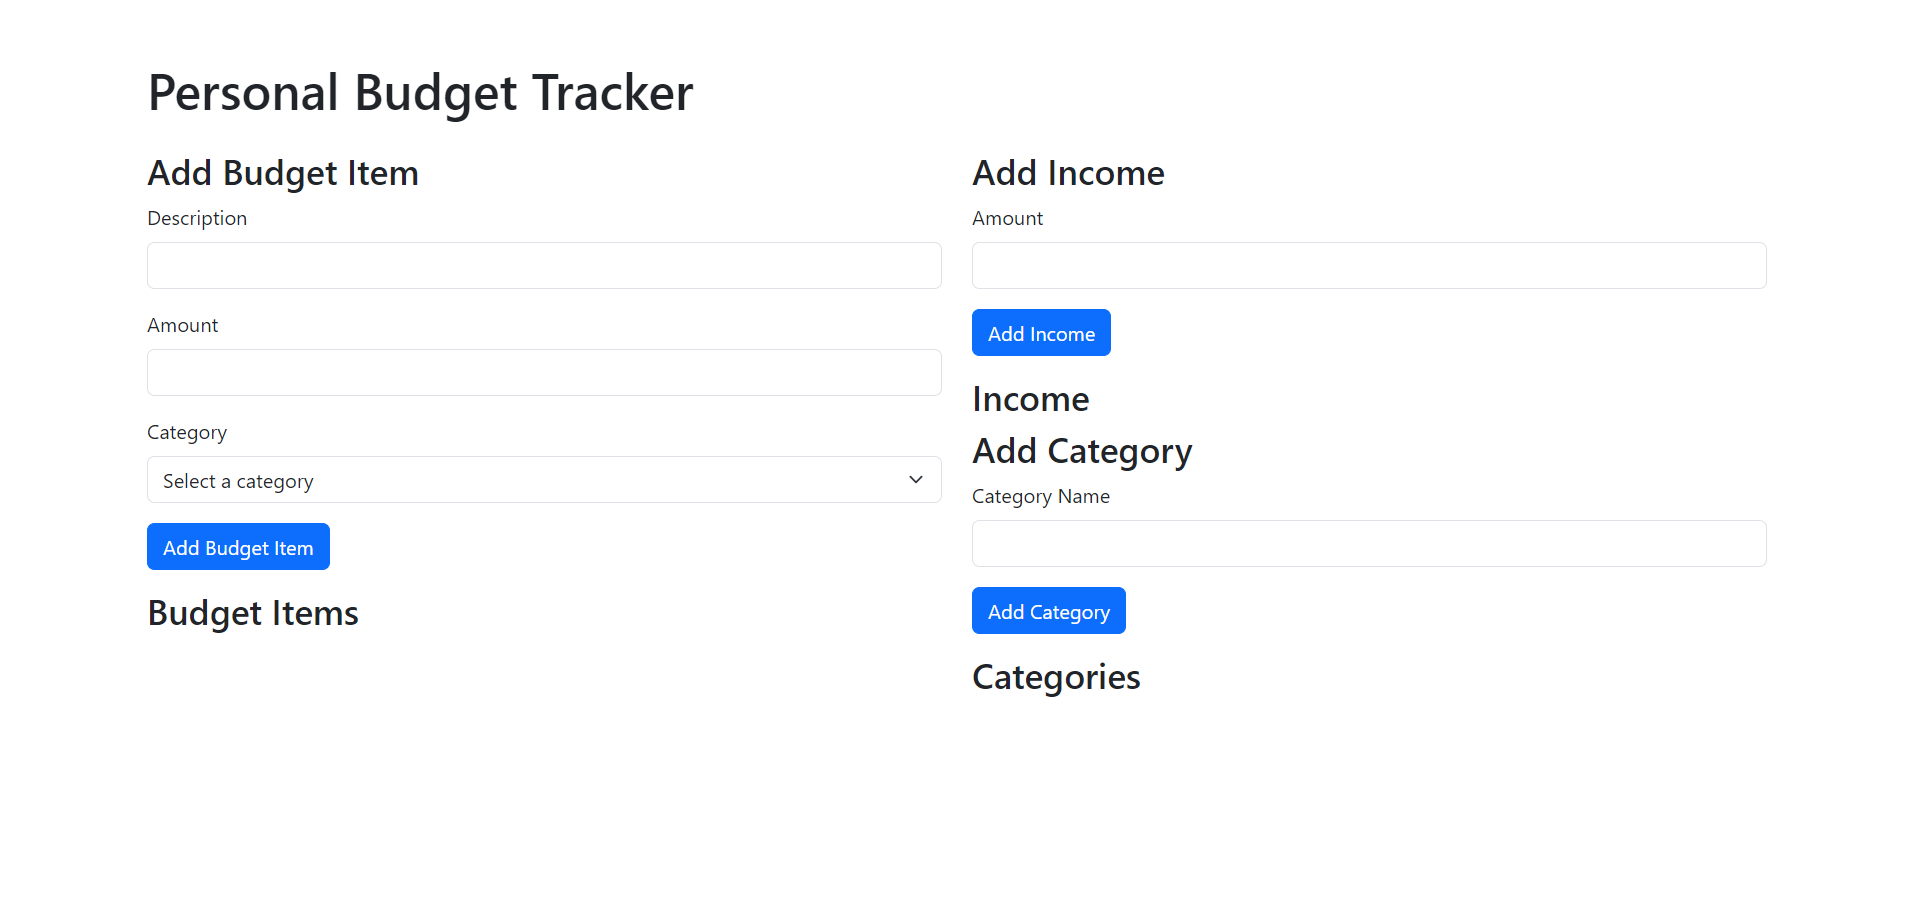 Personal Budget Tracker
Add Budget Item
Description
Amount
Category
Select a category
Add Budget Item
Budget Items
Add Income
Amount
Add Income
Income
Add Category
Category Name
Add Category
Categories